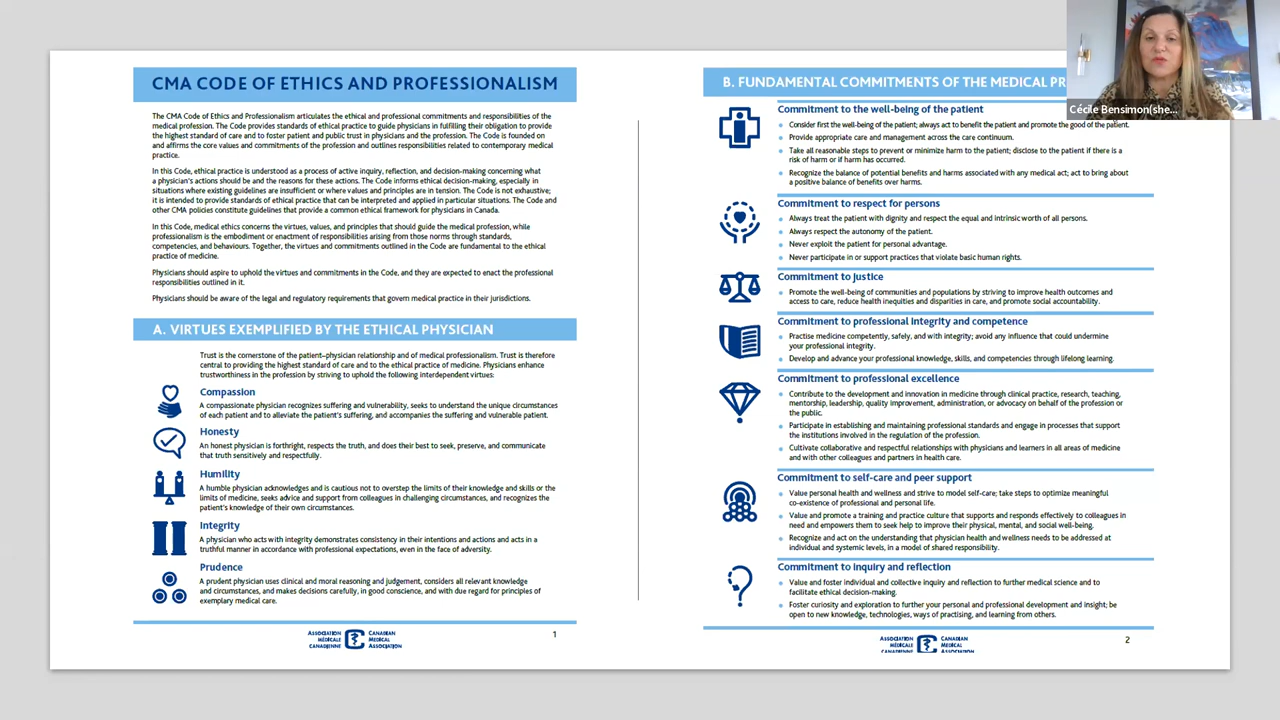 CMA CODE OF ETHICS AND PROFESSIONALISM
The CMA Code of Ethics and Professionalism articulates the ethical and professional commitments and responsibilities of the
medical profession. The Code provides standards of ethical practice to guide physicians in fulfilling their obligation to provide
the highest standard of care and to foster patient and public trust in physicians and the profession. The Code is founded on
and affirms the core values and commitments of the profession and outlines responsibilities related to contemporary medical
practice.
In this Code, ethical practice is understood as a process of active inquiry, reflection, and decision-making concerning what
a physician's actions should be and the reasons for these actions. The Code informs ethical decision-making, especially in
situations where existing guidelines are insufficient or where values and principles are in tension. The Code is not exhaustive;
it is intended to provide standards of ethical practice that can be interpreted and applied in particular situations. The Code and
other CMA policies constitute guidelines that provide a common ethical framework for physicians in Canada.
In this Code, medical ethics concerns the virtues, values, and principles that should guide the medical profession, while
professionalism is the embodiment or enactment of responsibilities arising from those norms through standards,
competencies, and behaviours. Together, the virtues and commitments outlined in the Code are fundamental to the ethical
practice of medicine.
Physicians should aspire to uphold the virtues and commitments in the Code, and they are expected to enact the professional
responsibilities outlined in it.
Physicians should be aware of the legal and regulatory requirements that govern medical practice in their jurisdictions.
A. VIRTUES EXEMPLIFIED BY THE ETHICAL PHYSICIAN
Trust is the cornerstone of the patient–physician relationship and of medical professionalism. Trust is therefore
central to providing the highest standard of care and to the ethical practice of medicine. Physicians enhance
trustworthiness in the profession by striving to uphold the following interdependent virtues:
Compassion
A compassionate physician recognizes suffering and vulnerability, seeks to understand the unique circumstances
of each patient and to alleviate the patient's suffering, and accompanies the suffering and vulnerable patient.
Honesty
An honest physician is forthright, respects the truth, and does their best to seek, preserve, and communicate
that truth sensitively and respectfully.
Humility
A humble physician acknowledges and is cautious not to overstep the limits of their knowledge and skills or the
limits of medicine, seeks advice and support from colleagues in challenging circumstances, and recognizes the
patient's knowledge of their own circumstances.
Integrity
A physician who acts with integrity demonstrates consistency in their intentions and actions and acts in a
truthful manner in accordance with professional expectations, even in the face of adversity.
Prudence
A prudent physician uses clinical and moral reasoning and judgement, considers all relevant knowledge
and circumstances, and makes decisions carefully, in good conscience, and with due regard for principles of
exemplary medical care.
ASSOCIATION MÉDICALE CANADIENNE
CANADIAN MEDICAL ASSOCIATION
1
B. FUNDAMENTAL COMMITMENTS OF THE MEDICAL PR
Commitment to the well-being of the patient
• Consider first the well-being of the patient; always act to benefit the patient and promote the good of the patient.
• Provide appropriate care and management across the care continuum.
• Take all reasonable steps to prevent or minimize harm to the patient; disclose to the patient if there is a
risk of harm or if harm has occurred.
• Recognize the balance of potential benefits and harms associated with any medical act; act to bring about
a positive balance of benefits over harms.
Commitment to respect for persons
• Always treat the patient with dignity and respect the equal and intrinsic worth of all persons.
• Always respect the autonomy of the patient.
• Never exploit the patient for personal advantage.
• Never participate in or support practices that violate basic human rights.
Commitment to justice
• Promote the well-being of communities and populations by striving to improve health outcomes and
access to care, reduce health inequities and disparities in care, and promote social accountability.
Commitment to professional integrity and competence
• Practise medicine competently, safely, and with integrity; avoid any influence that could undermine
your professional integrity.
• Develop and advance your professional knowledge, skills, and competencies through lifelong learning.
Commitment to professional excellence
• Contribute to the development and innovation in medicine through clinical practice, research, teaching,
mentorship, leadership, quality improvement, administration, or advocacy on behalf of the profession or
the public.
• Participate in establishing and maintaining professional standards and engage in processes that support
the institutions involved in the regulation of the profession.
• Cultivate collaborative and respectful relationships with physicians and learners in all areas of medicine
and with other colleagues and partners in health care.
Commitment to self-care and peer support
• Value personal health and wellness and strive to model self-care; take steps to optimize meaningful
co-existence of professional and personal life.
• Value and promote a training and practice culture that supports and responds effectively to colleagues in
need and empowers them to seek help to improve their physical, mental, and social well-being.
• Recognize and act on the understanding that physician health and wellness needs to be addressed at
individual and systemic levels, in a model of shared responsibility.
Commitment to inquiry and reflection
• Value and foster individual and collective inquiry and reflection to further medical science and to
facilitate ethical decision-making.
• Foster curiosity and exploration to further your personal and professional development and insight; be
open to new knowledge, technologies, ways of practising, and learning from others.
ASSOCIATION MÉDICALE CANADIENNE
CANADIAN MEDICAL ASSOCIATION
2
Cécile Bensimon(she...